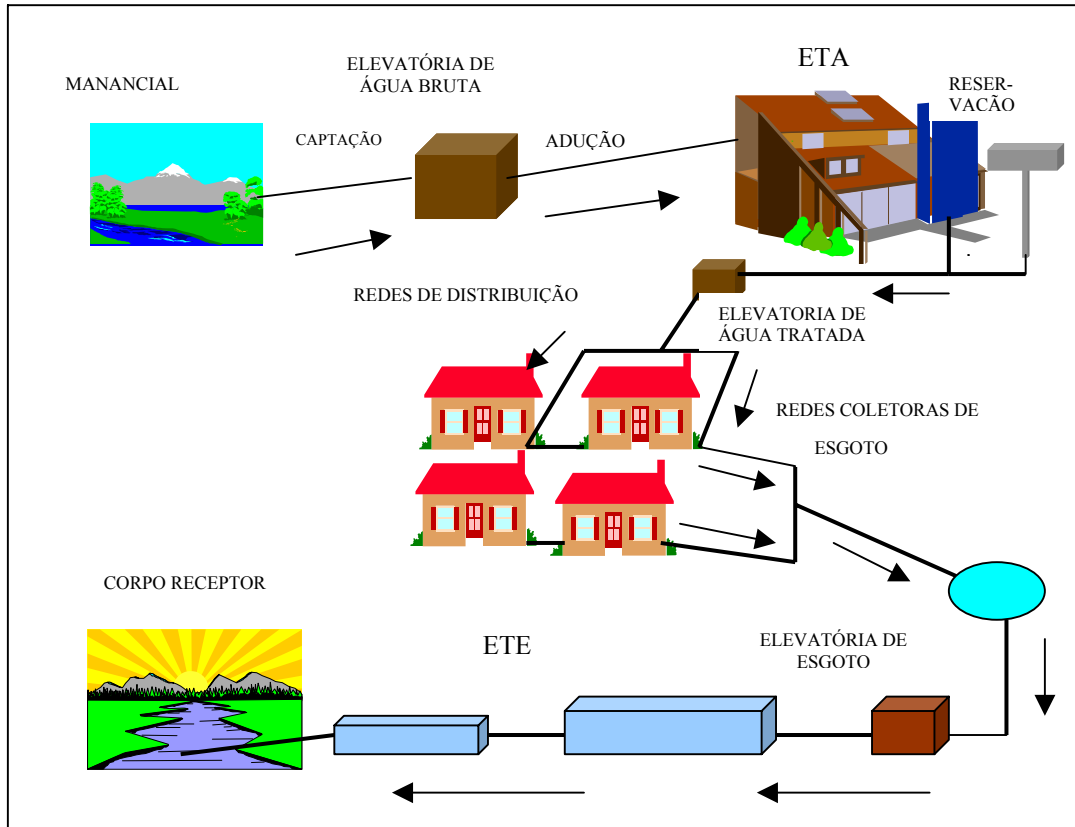 MANANCIAL
ELEVATÓRIA DE
ÁGUA BRUTA
CAPTAÇÃO
ADUÇÃO
ETA
RESER-
VACÃO
REDES DE DISTRIBUIÇÃO
ELEVATORIA DE
ÁGUA TRATADA
REDES COLETORAS DE
ESGOTO
CORPO RECEPTOR
ETE
ELEVATÓRIA DE
ESGOTO